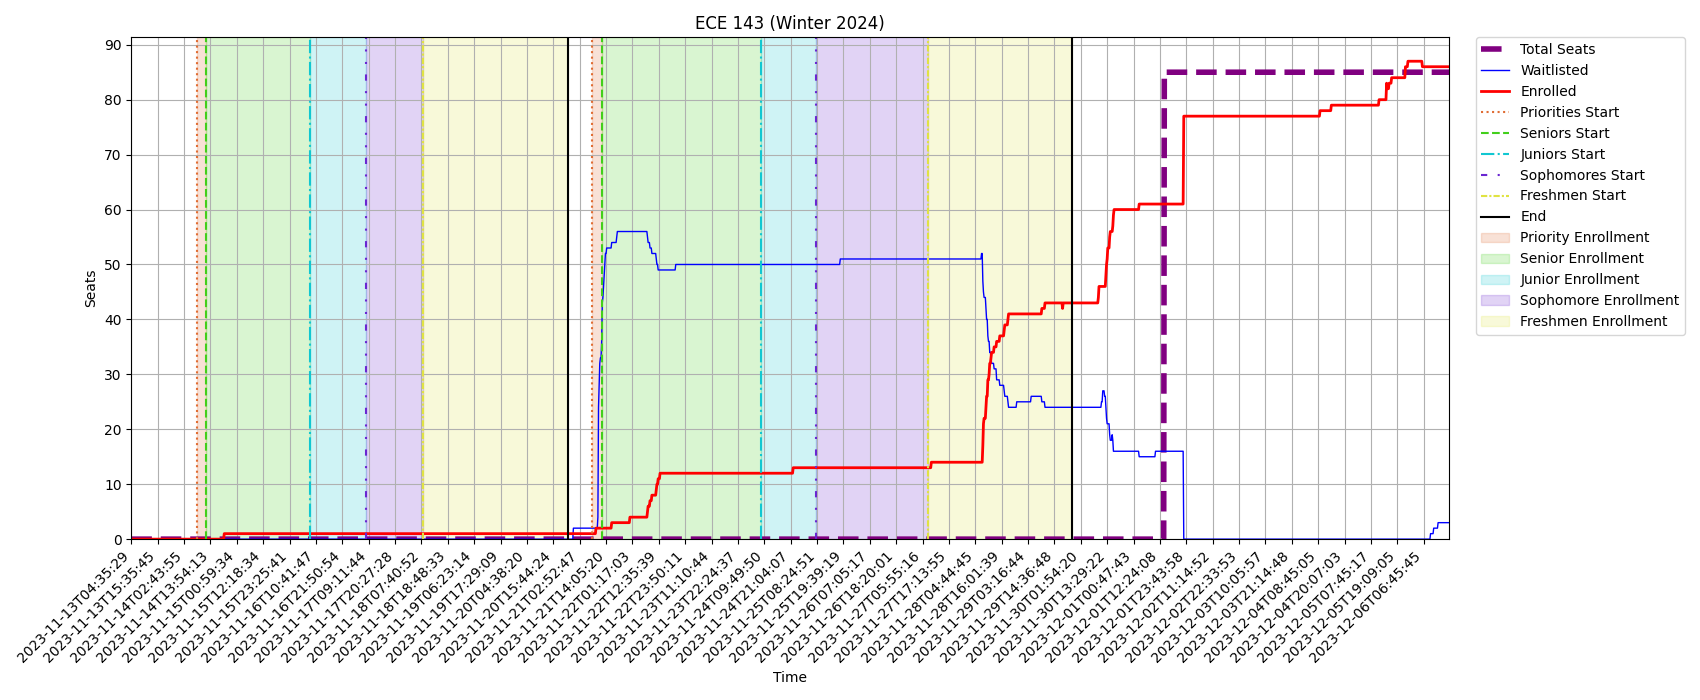 ECE 143 (Winter 2024)
Seats
90
80
70
60
50
40
30
20
10
0
2023-11-13T04:35:29
2023-11-13T15:35:45
2023-11-14T02:43:55
2023-11-14T13:54:13
2023-11-15T00:59:34
2023-11-15T12:18:34
2023-11-15T23:25:41
2023-11-16T10:41:47
2023-11-16T21:50:54
2023-11-17T09:11:44
2023-11-17T20:27:28
2023-11-18T07:40:52
2023-11-18T18:48:33
2023-11-19T06:23:14
2023-11-19T17:29:09
2023-11-20T04:38:20
2023-11-20T15:44:24
2023-11-21T02:52:47
2023-11-21T14:05:20
2023-11-22T01:17:03
2023-11-22T12:35:39
2023-11-22T23:50:11
2023-11-23T11:10:44
2023-11-23T22:24:37
2023-11-24T09:49:50
2023-11-24T21:04:07
2023-11-25T08:24:51
2023-11-25T19:39:19
2023-11-26T07:05:17
2023-11-26T18:20:01
2023-11-27T05:55:16
2023-11-27T17:13:55
2023-11-28T04:44:45
2023-11-28T16:01:39
2023-11-29T03:16:44
2023-11-29T14:36:48
2023-11-30T01:54:20
2023-11-30T13:29:22
2023-12-01T00:47:43
2023-12-01T12:24:08
2023-12-01T23:43:58
2023-12-02T11:14:52
2023-12-02T22:33:53
2023-12-03T10:05:57
2023-12-03T21:14:48
2023-12-04T08:45:05
2023-12-04T20:07:03
2023-12-05T07:45:17
2023-12-05T19:09:05
2023-12-06T06:45:45
Time
Total Seats
Waitlisted
Enrolled
Priorities Start
Seniors Start
Juniors Start
Sophomores Start
Freshmen Start
End
Priority Enrollment
Senior Enrollment
Junior Enrollment
Sophomore Enrollment
Freshmen Enrollment